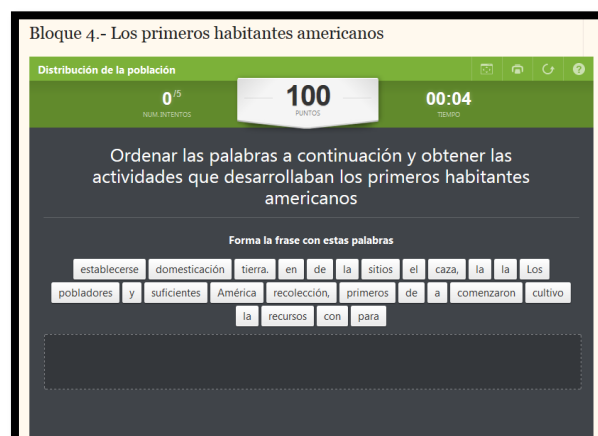 Bloque 4.- Los primeros habitantes americanos
Distribución de la población
0/5 100 00:04
NUM.INTENTOS PUNTOS TIEMPO
Ordenar las palabras a continuación y obtener las
actividades que desarrollaban los primeros habitantes
americanos
Forma la frase con estas palabras
establecerse domesticación tierra. en de la sitios el caza, la la Los
pobladores y suficientes América recolección, primeros de a comenzaron cultivo
la recursos con para